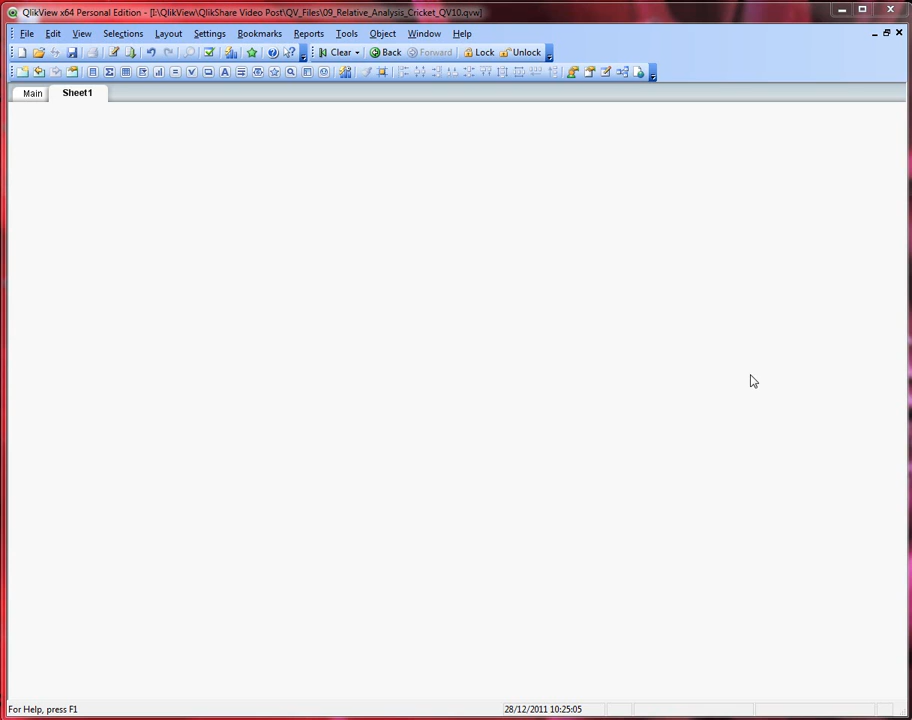 QlikView x64 Personal Edition - [I:\QlikView\QlikShare Video Post\QV_Files\09_Relative_Analysis_Cricket_QV10.qvw]
File Edit View Selections Layout Settings Bookmarks Reports Tools Object Window Help
Clear Back Forward Lock Unlock
Main Sheet1
For Help, press F1 28/12/2011 10:25:05